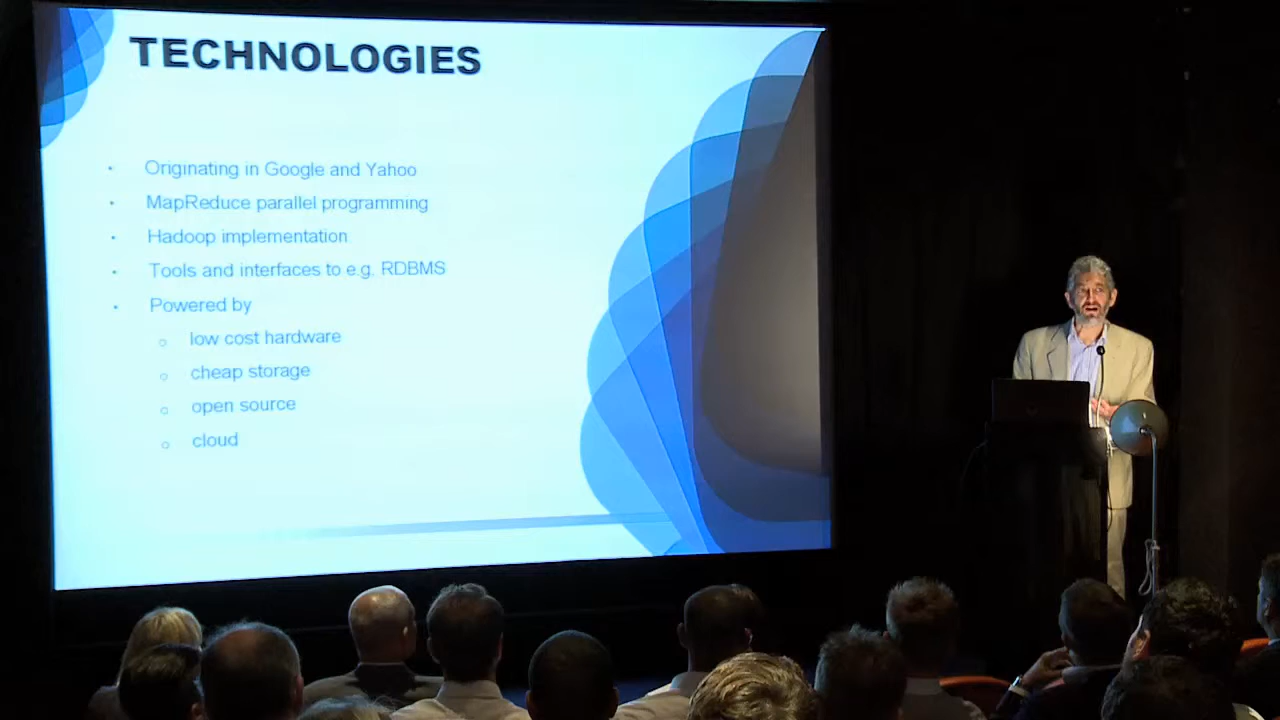 TECHNOLOGIES
Originating in Google and Yahoo
MapReduce parallel programming
Hadoop implementation
Tools and interfaces to e.g. RDBMS
Powered by
low cost hardware
cheap storage
open source
cloud